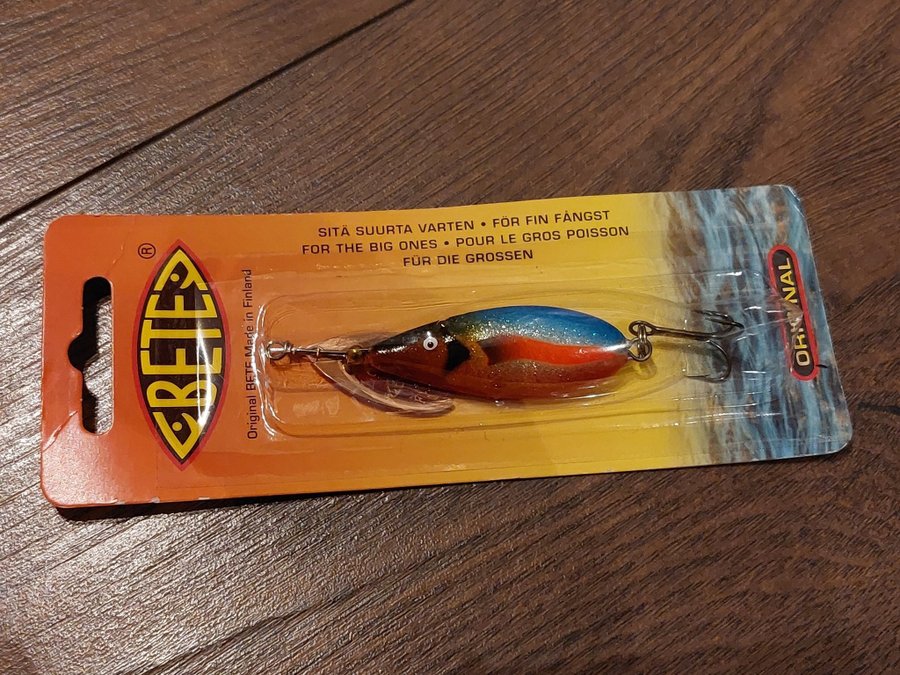 SITÄ SUURTA VARTEN • FÖR FIN FÅNGST
FOR THE BIG ONES • POUR LE GROS POISSON
FÜR DIE GROSSEN
®
BETE
Original BETE Made in Finland
ORIGINAL